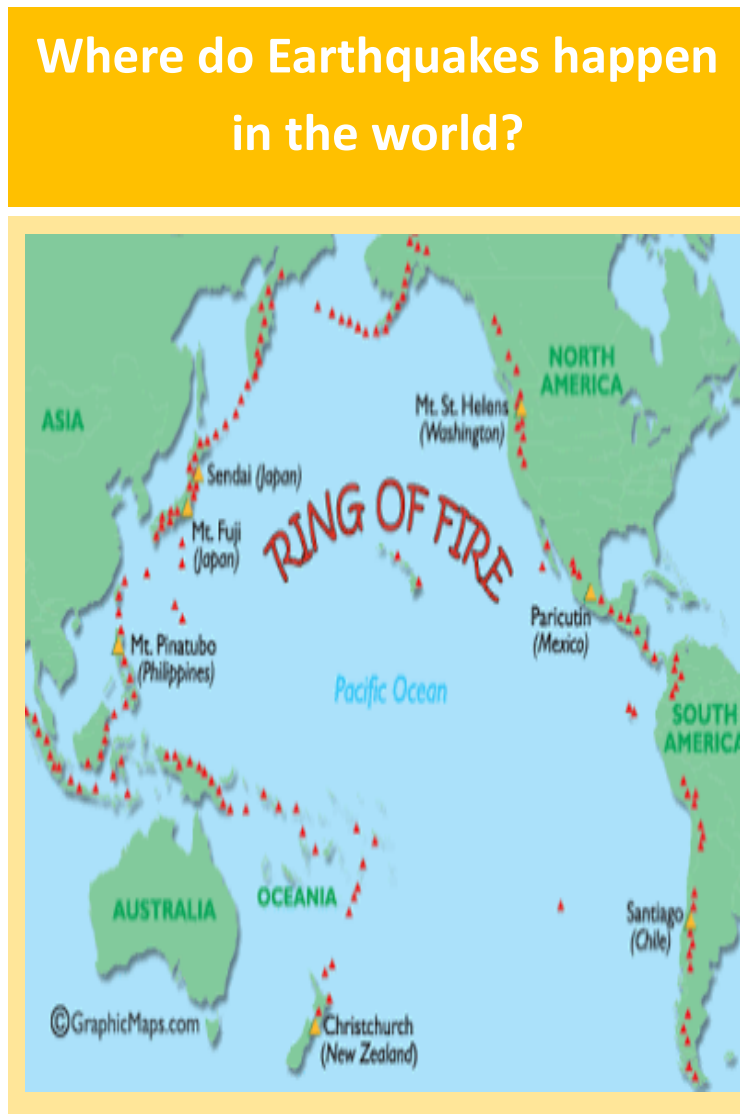 Where do Earthquakes happen
in the world?
NORTH
AMERICA
ASIA
Mt. St. Helens
(Washington)
Sendai (Japan)
RING OF FIRE
Mt. Fuji
(Japan)
Paricutin
(Mexico)
Mt. Pinatubo
(Philippines)
Pacific Ocean
SOUTH
AMERICA
OCEANIA
AUSTRALIA
Santiago
(Chile)
©GraphicMaps.com
Christchurch
(New Zealand)